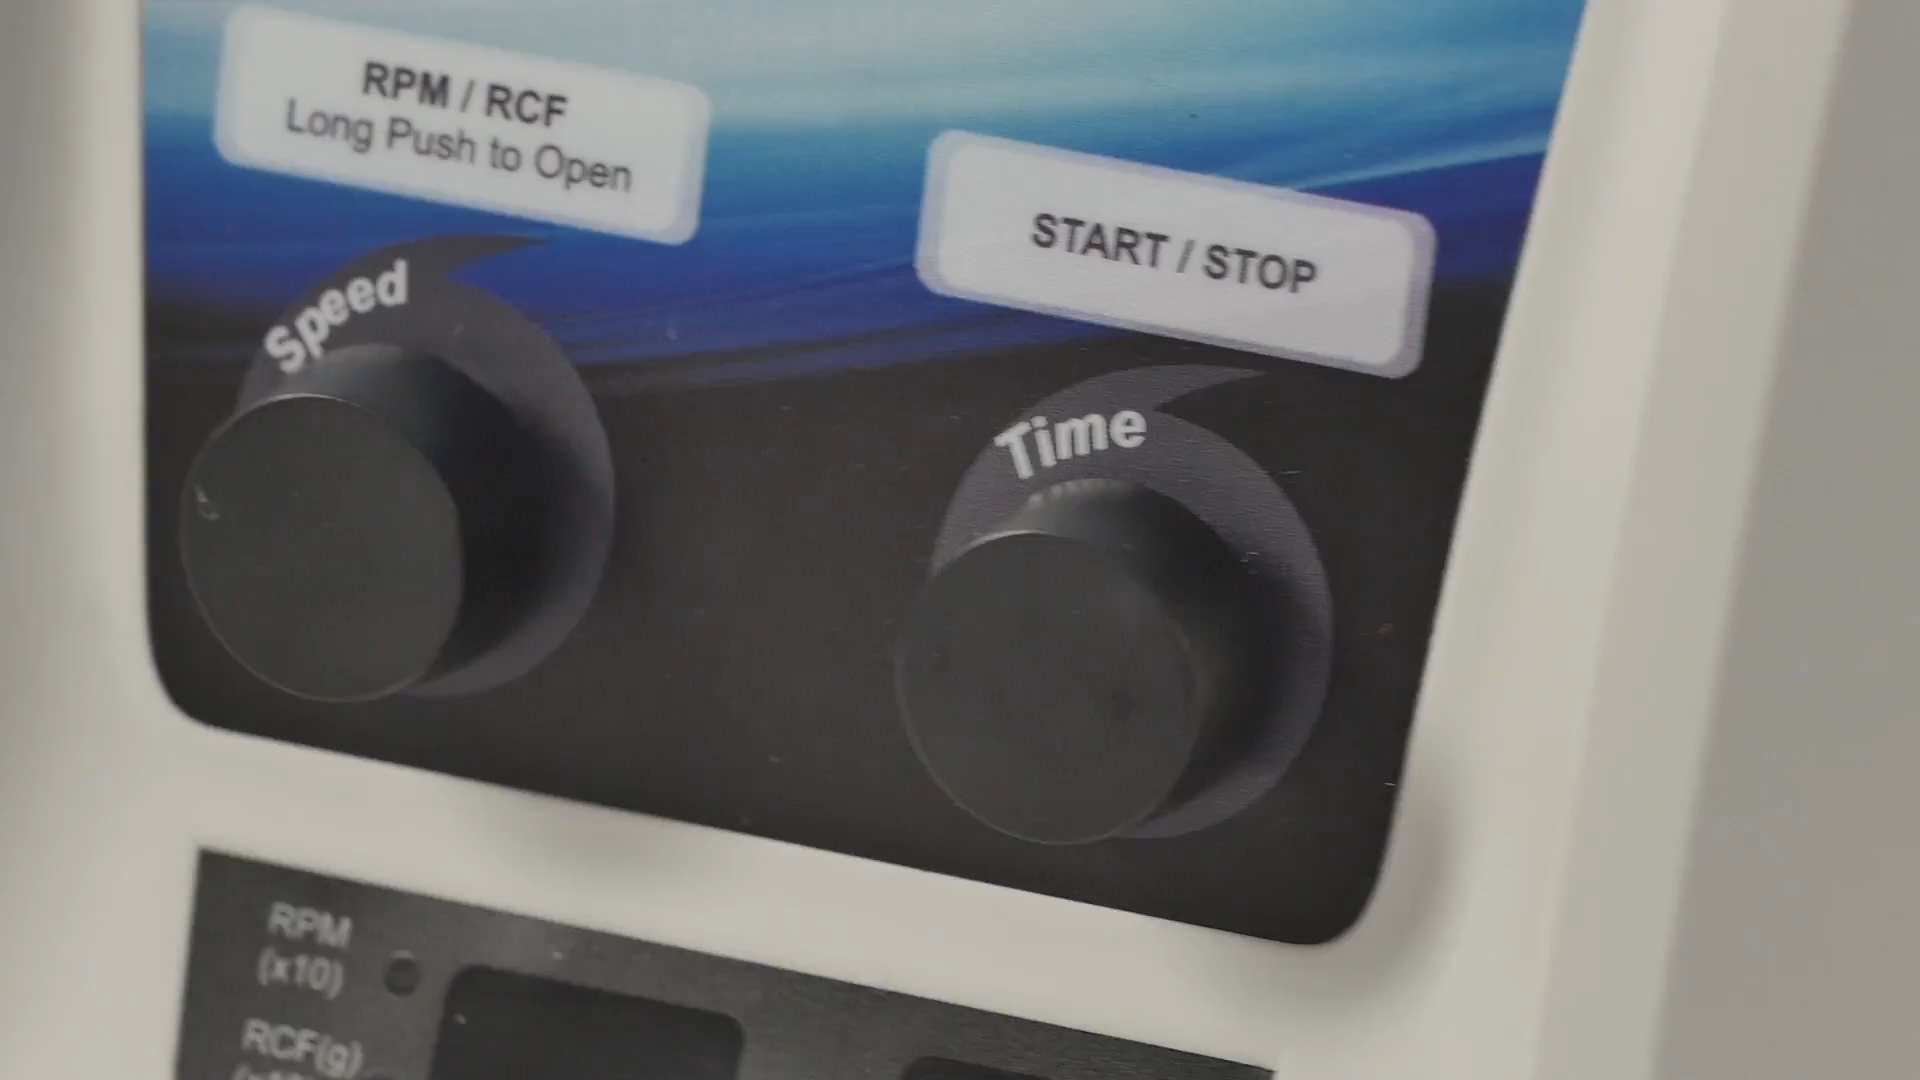 RPM / RCF
Long Push to Open
START / STOP
Speed
Time
RPM
(x10)
RCF(g)